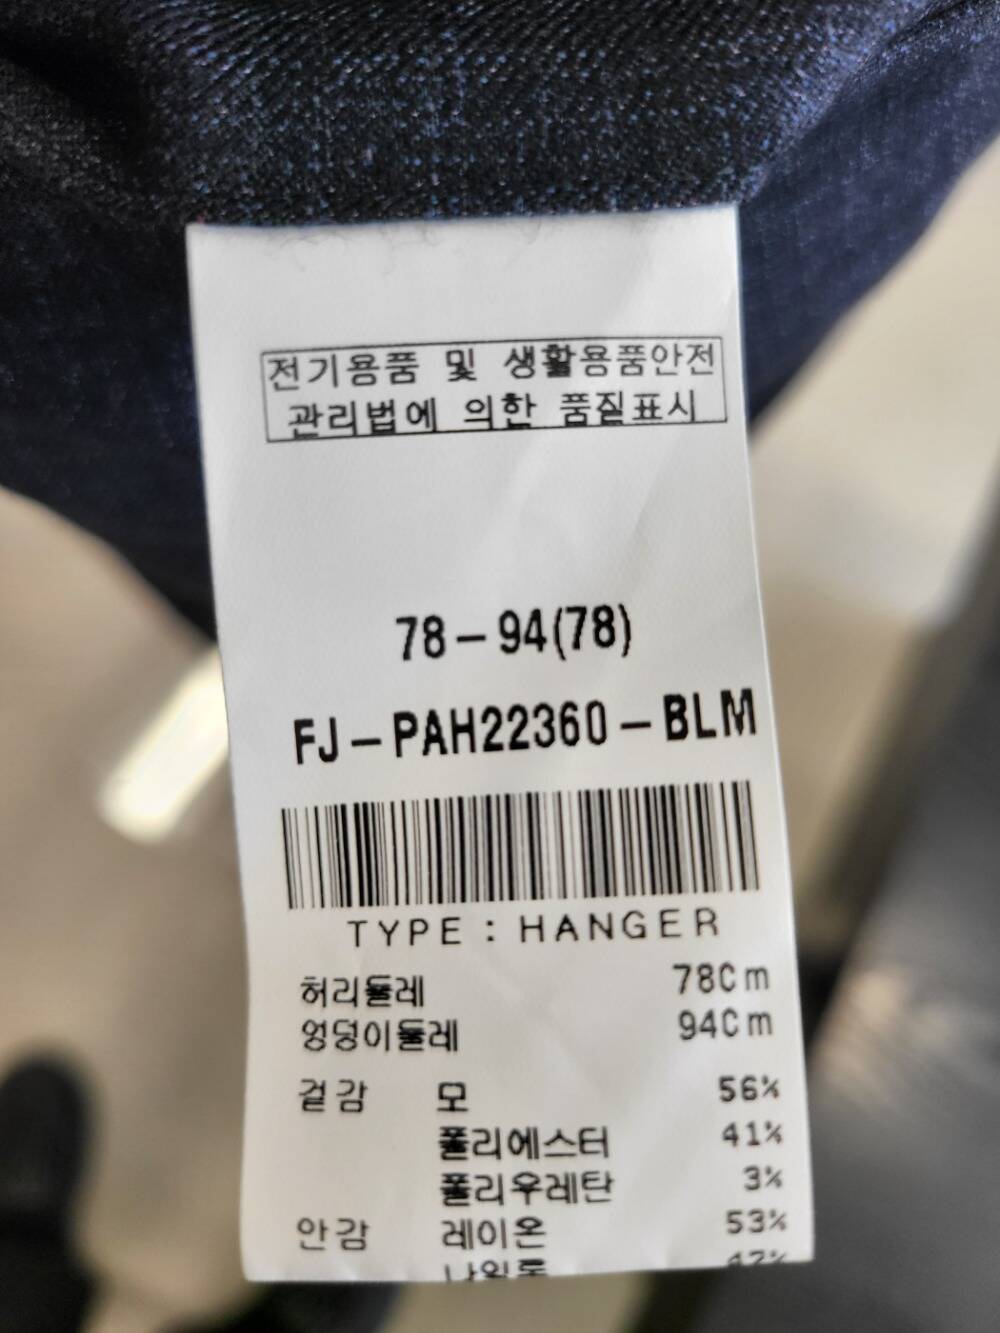 전기용품 및 생활용품안전
관리법에 의한 품질표시
78-94(78)
FJ-PAH22360-BLM
TYPE : HANGER
허리둘레 78Cm
엉덩이둘레 94Cm
겉감 모 56%
폴리에스터 41%
폴리우레탄 3%
안감 레이온 53%